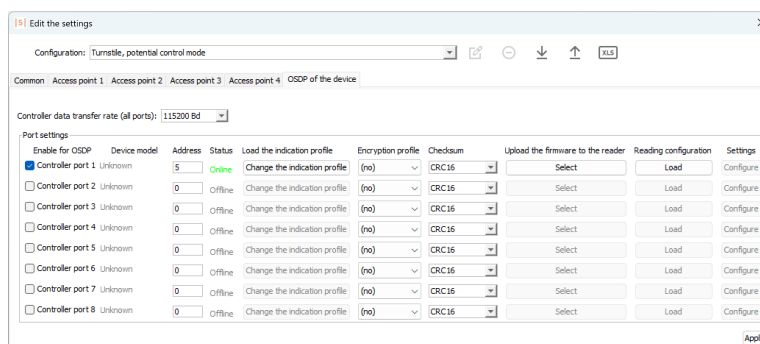 |S| Edit the settings
Configuration: Turnstile, potential control mode XLS
Common Access point 1 Access point 2 Access point 3 Access point 4 OSDP of the device
Controller data transfer rate (all ports): 115200 Bd
Port settings
Enable for OSDP Device model Address Status Load the indication profile Encryption profile Checksum Upload the firmware to the reader Reading configuration Settings
Controller port 1 Unknown 5 Online Change the indication profile (no) CRC16 Select Load Configure
Controller port 2 Unknown 0 Offline Change the indication profile (no) CRC16 Select Load Configure
Controller port 3 Unknown 0 Offline Change the indication profile (no) CRC16 Select Load Configure
Controller port 4 Unknown 0 Offline Change the indication profile (no) CRC16 Select Load Configure
Controller port 5 Unknown 0 Offline Change the indication profile (no) CRC16 Select Load Configure
Controller port 6 Unknown 0 Offline Change the indication profile (no) CRC16 Select Load Configure
Controller port 7 Unknown 0 Offline Change the indication profile (no) CRC16 Select Load Configure
Controller port 8 Unknown 0 Offline Change the indication profile (no) CRC16 Select Load Configure
Appl